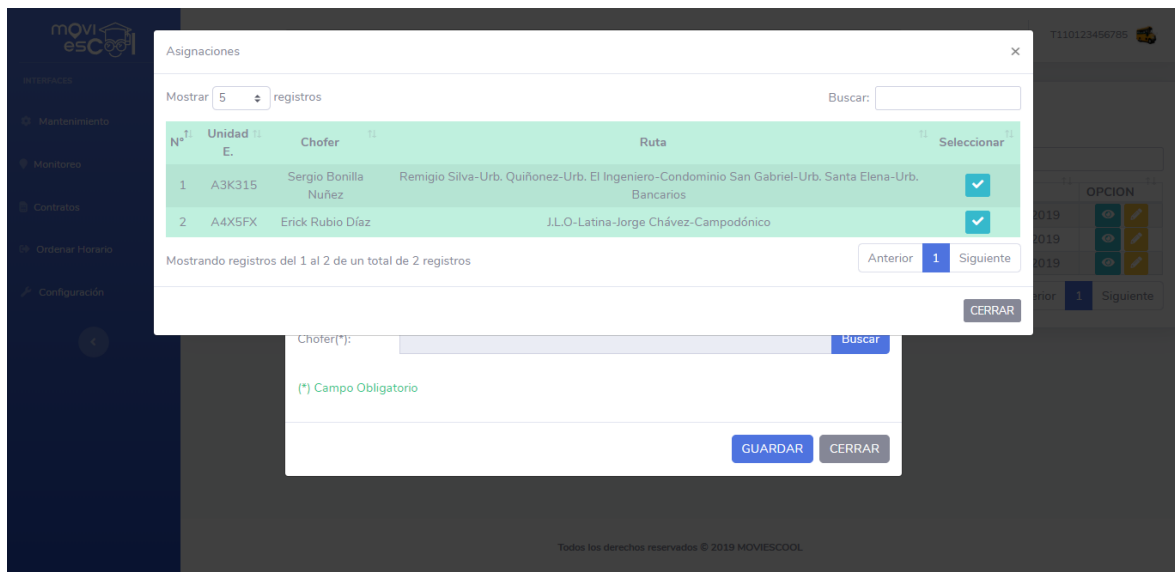 movi
escool
T110123456785
INTERFACES
Mantenimiento
Monitoreo
Contratos
Ordenar Horario
Configuración
Asignaciones
×
Mostrar 5 registros
Buscar:
N° Unidad E. Chofer Ruta Seleccionar
1 A3K315 Sergio Bonilla Nuñez Remigio Silva-Urb. Quiñonez-Urb. El Ingeniero-Condominio San Gabriel-Urb. Santa Elena-Urb.
Bancarios
2 A4X5FX Erick Rubio Díaz J.L.O-Latina-Jorge Chávez-Campodónico
Mostrando registros del 1 al 2 de un total de 2 registros
Anterior 1 Siguiente
CERRAR
OPCION
2019
2019
2019
erior 1 Siguiente
Chofer(*):
Buscar
(*) Campo Obligatorio
GUARDAR CERRAR
Todos los derechos reservados © 2019 MOVIESCOOL